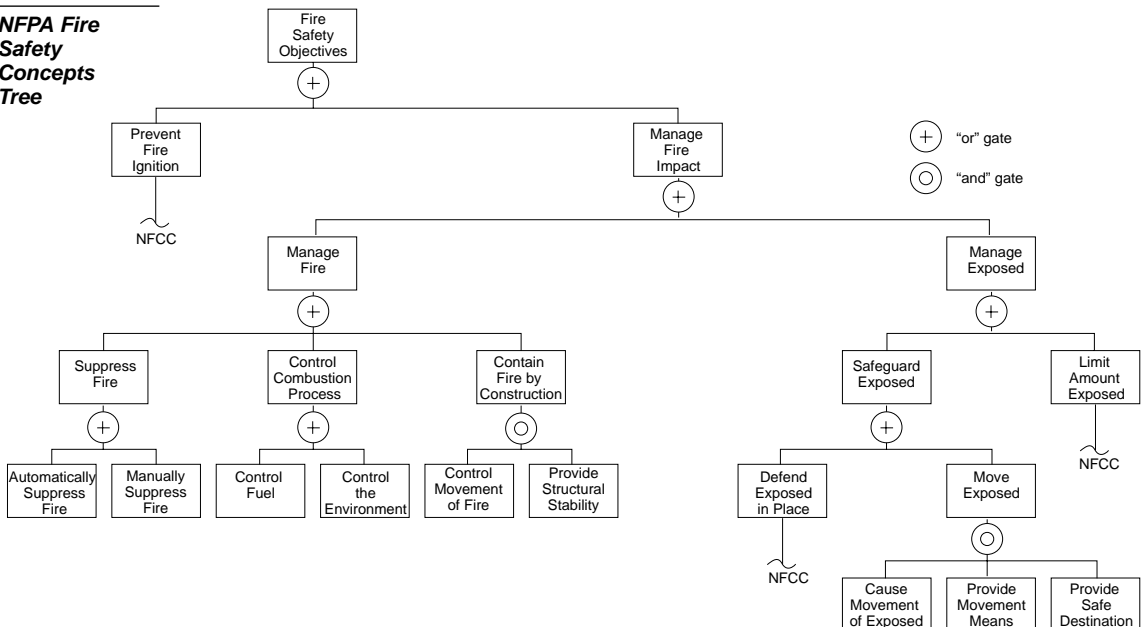 NFPA Fire
Safety
Concepts
Tree
Fire
Safety
Objectives
+
Prevent
Fire
Ignition
Manage
Fire
Impact
+
"or" gate
"and" gate
+
NFCC
Manage
Fire
Manage
Exposed
+
+
Suppress
Fire
Control
Combustion
Process
Contain
Fire by
Construction
Safeguard
Exposed
Limit
Amount
Exposed
+
+
+
NFCC
Automatically
Suppress
Fire
Manually
Suppress
Fire
Control
Fuel
Control
the
Environment
Control
Movement
of Fire
Provide
Structural
Stability
Defend
Exposed
in Place
Move
Exposed
NFCC
Cause
Movement
of Exposed
Provide
Movement
Means
Provide
Safe
Destination